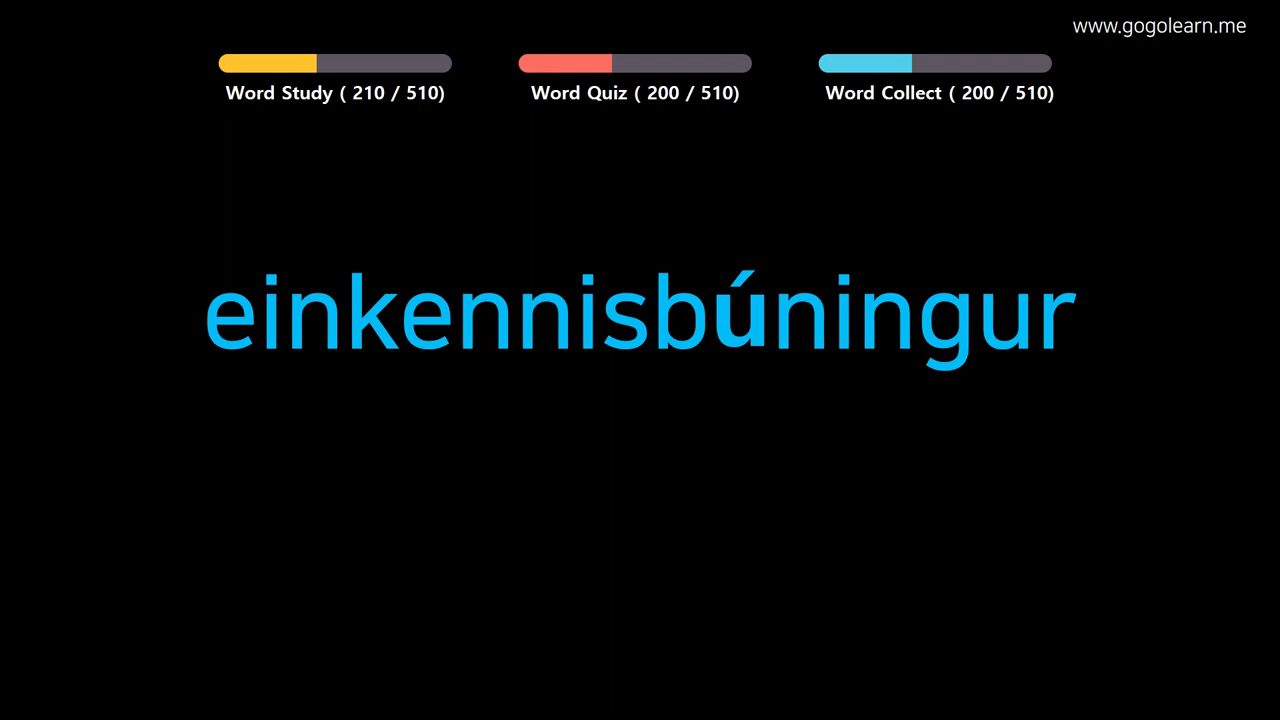 www.gogolearn.me
Word Study ( 210 / 510)
Word Quiz ( 200 / 510)
Word Collect ( 200 / 510)
einkennisbúningur